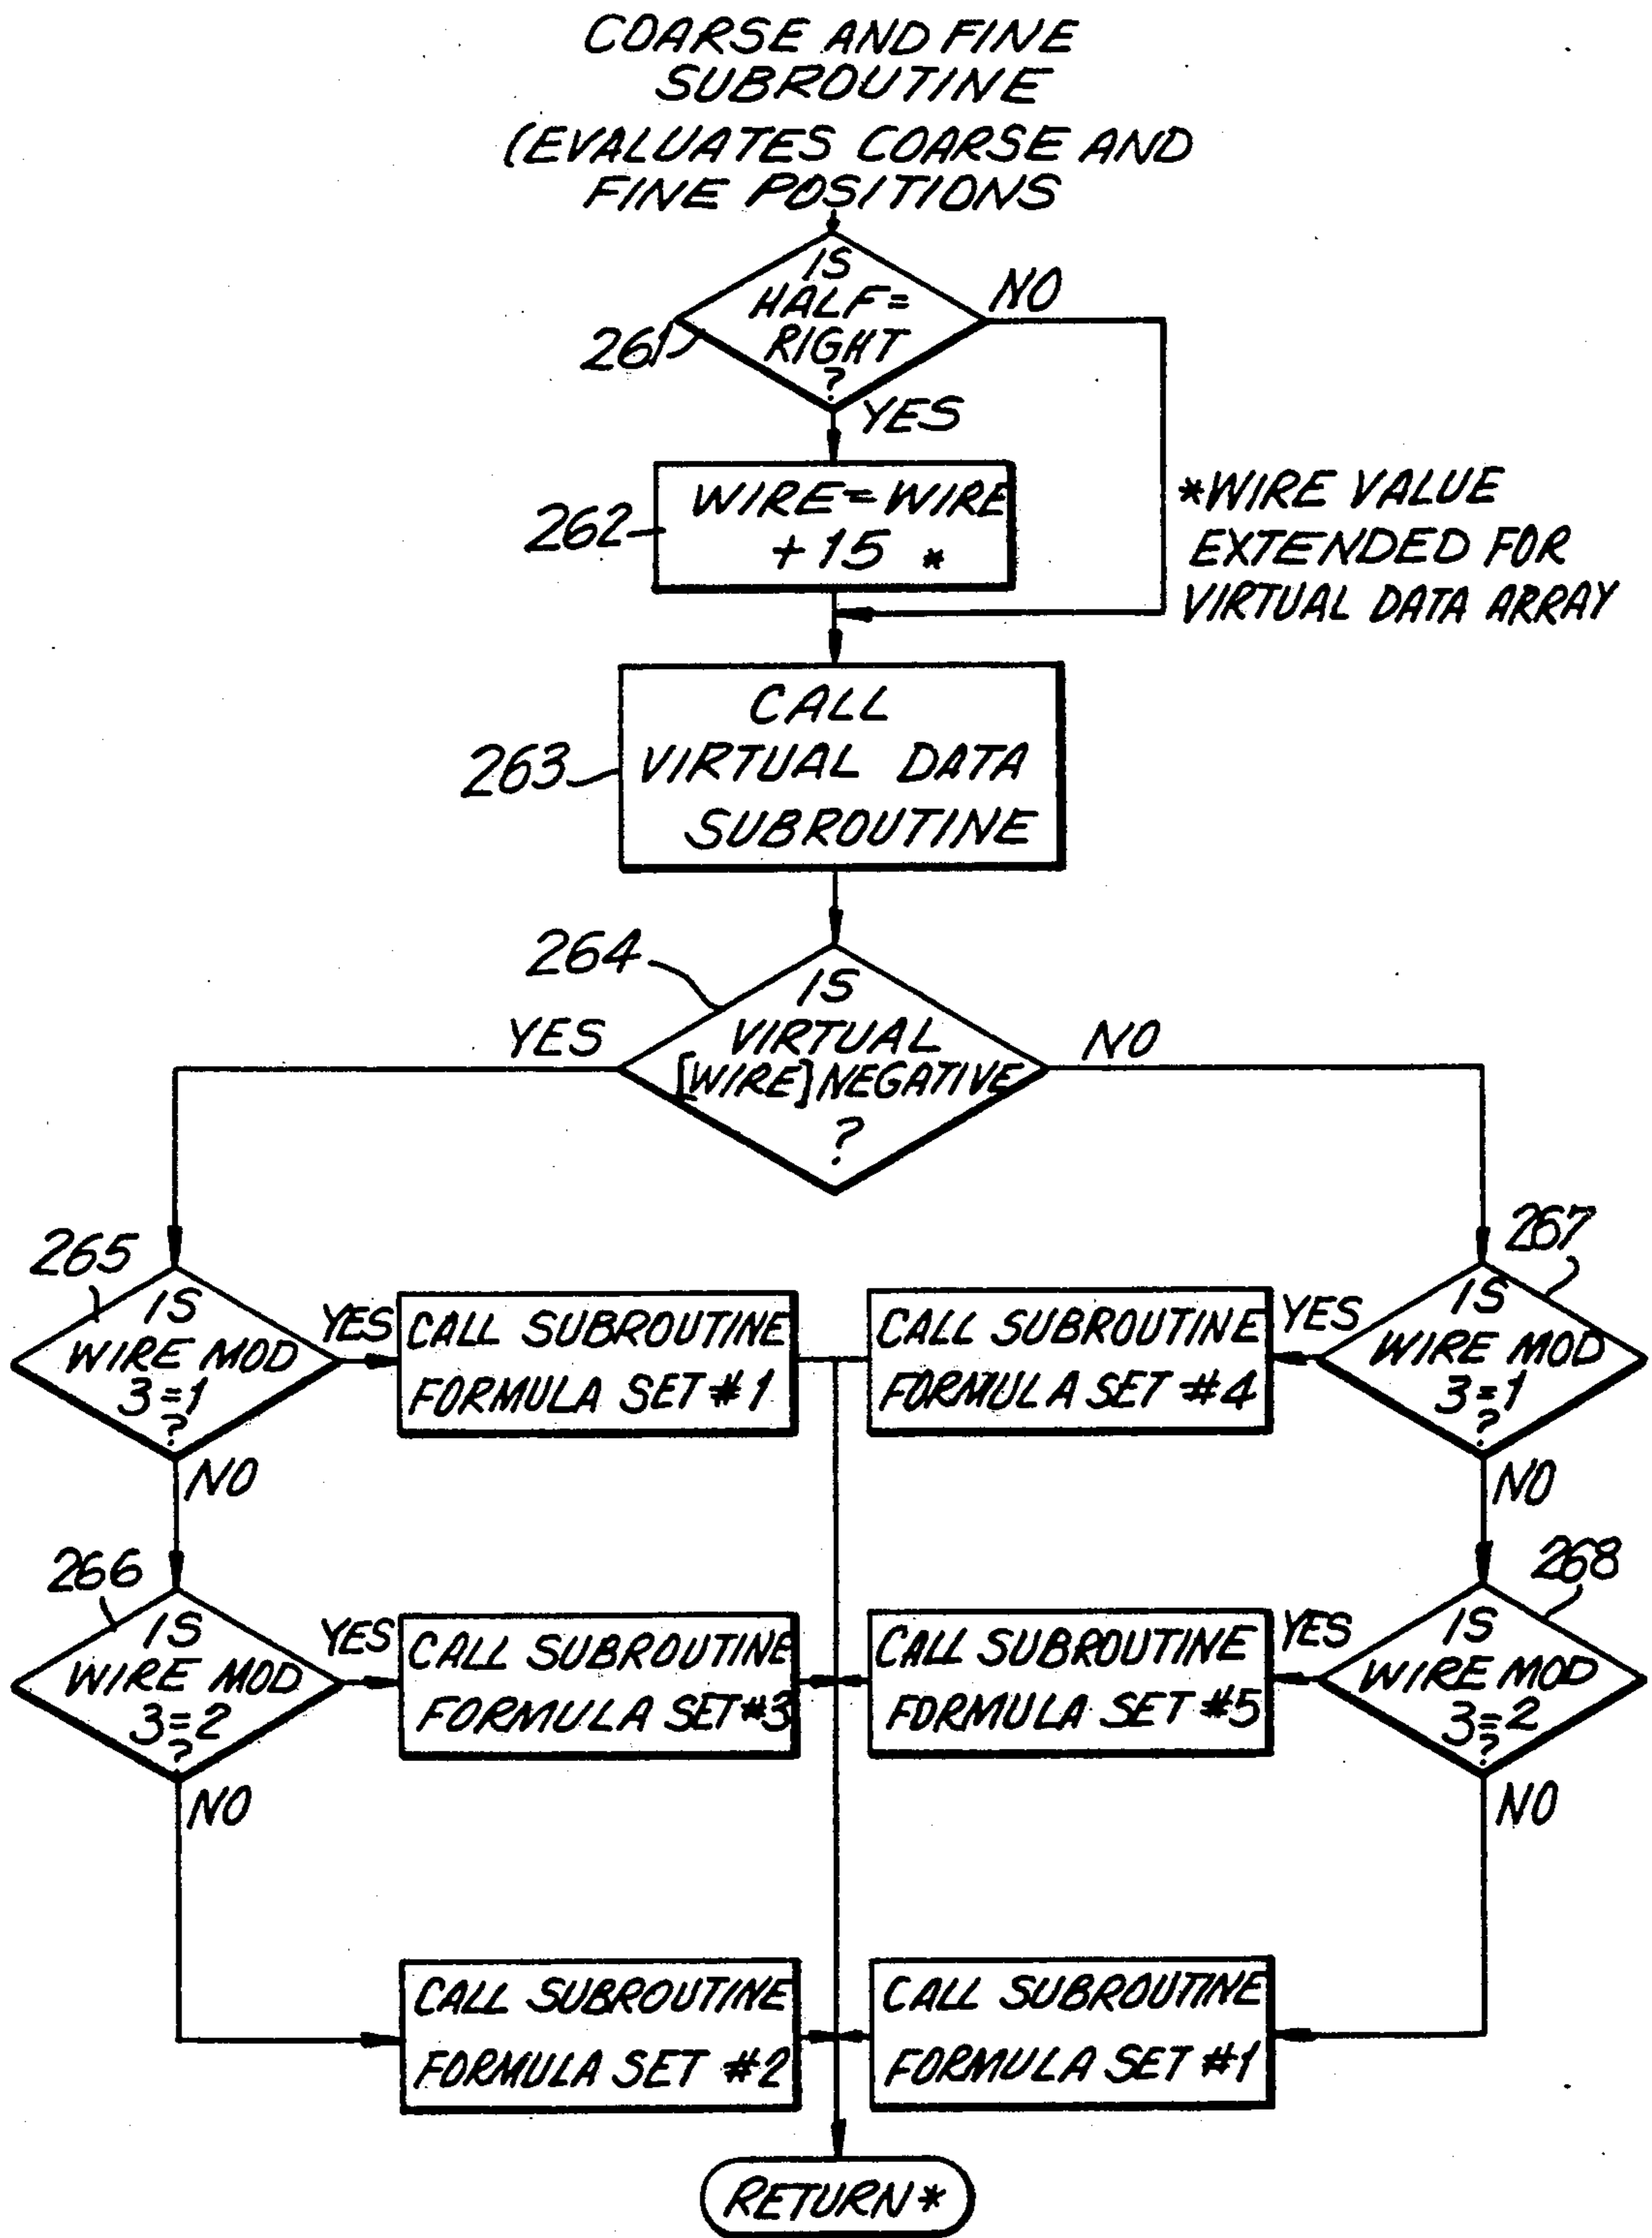 COARSE AND FINE
SUBROUTINE
(EVALUATES COARSE AND
FINE POSITIONS
IS
HALF=
RIGHT
?
NO
261
YES
WIRE=WIRE
+15 *
262
*WIRE VALUE
EXTENDED FOR
VIRTUAL DATA ARRAY
CALL
VIRTUAL DATA
SUBROUTINE
263
264
IS
VIRTUAL
[WIRE] NEGATIVE
?
YES
NO
265
IS
WIRE MOD
3=1
?
YES
NO
CALL SUBROUTINE
FORMULA SET #1
CALL SUBROUTINE
FORMULA SET #4
267
YES
IS
WIRE MOD
3=1
?
NO
266
IS
WIRE MOD
3=2
?
YES
NO
CALL SUBROUTINE
FORMULA SET #3
CALL SUBROUTINE
FORMULA SET #5
268
YES
IS
WIRE MOD
3=2
?
NO
CALL SUBROUTINE
FORMULA SET #2
CALL SUBROUTINE
FORMULA SET #1
RETURN *